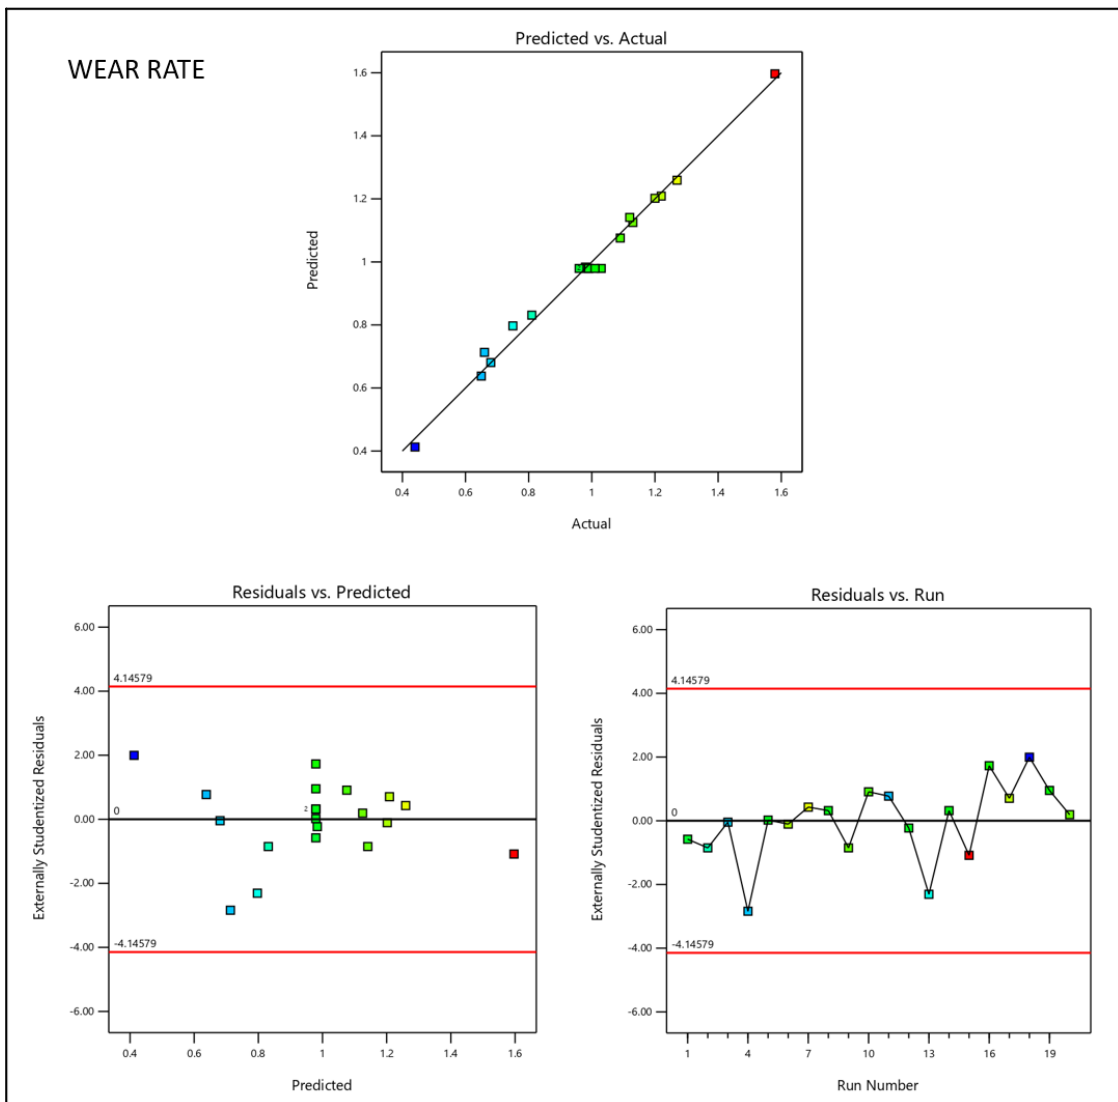 WEAR RATE
Predicted vs. Actual
1.6
1.4
1.2
1
0.8
0.6
0.4
Predicted
0.4 0.6 0.8 1 1.2 1.4 1.6
Actual
Residuals vs. Predicted
6.00
4.00
2.00
0.00
-2.00
-4.00
-6.00
4.14579
0
2
-4.14579
Externally Studentized Residuals
0.4 0.6 0.8 1 1.2 1.4 1.6
Predicted
Residuals vs. Run
6.00
4.00
2.00
0.00
-2.00
-4.00
-6.00
4.14579
0
-4.14579
Externally Studentized Residuals
1 4 7 10 13 16 19
Run Number